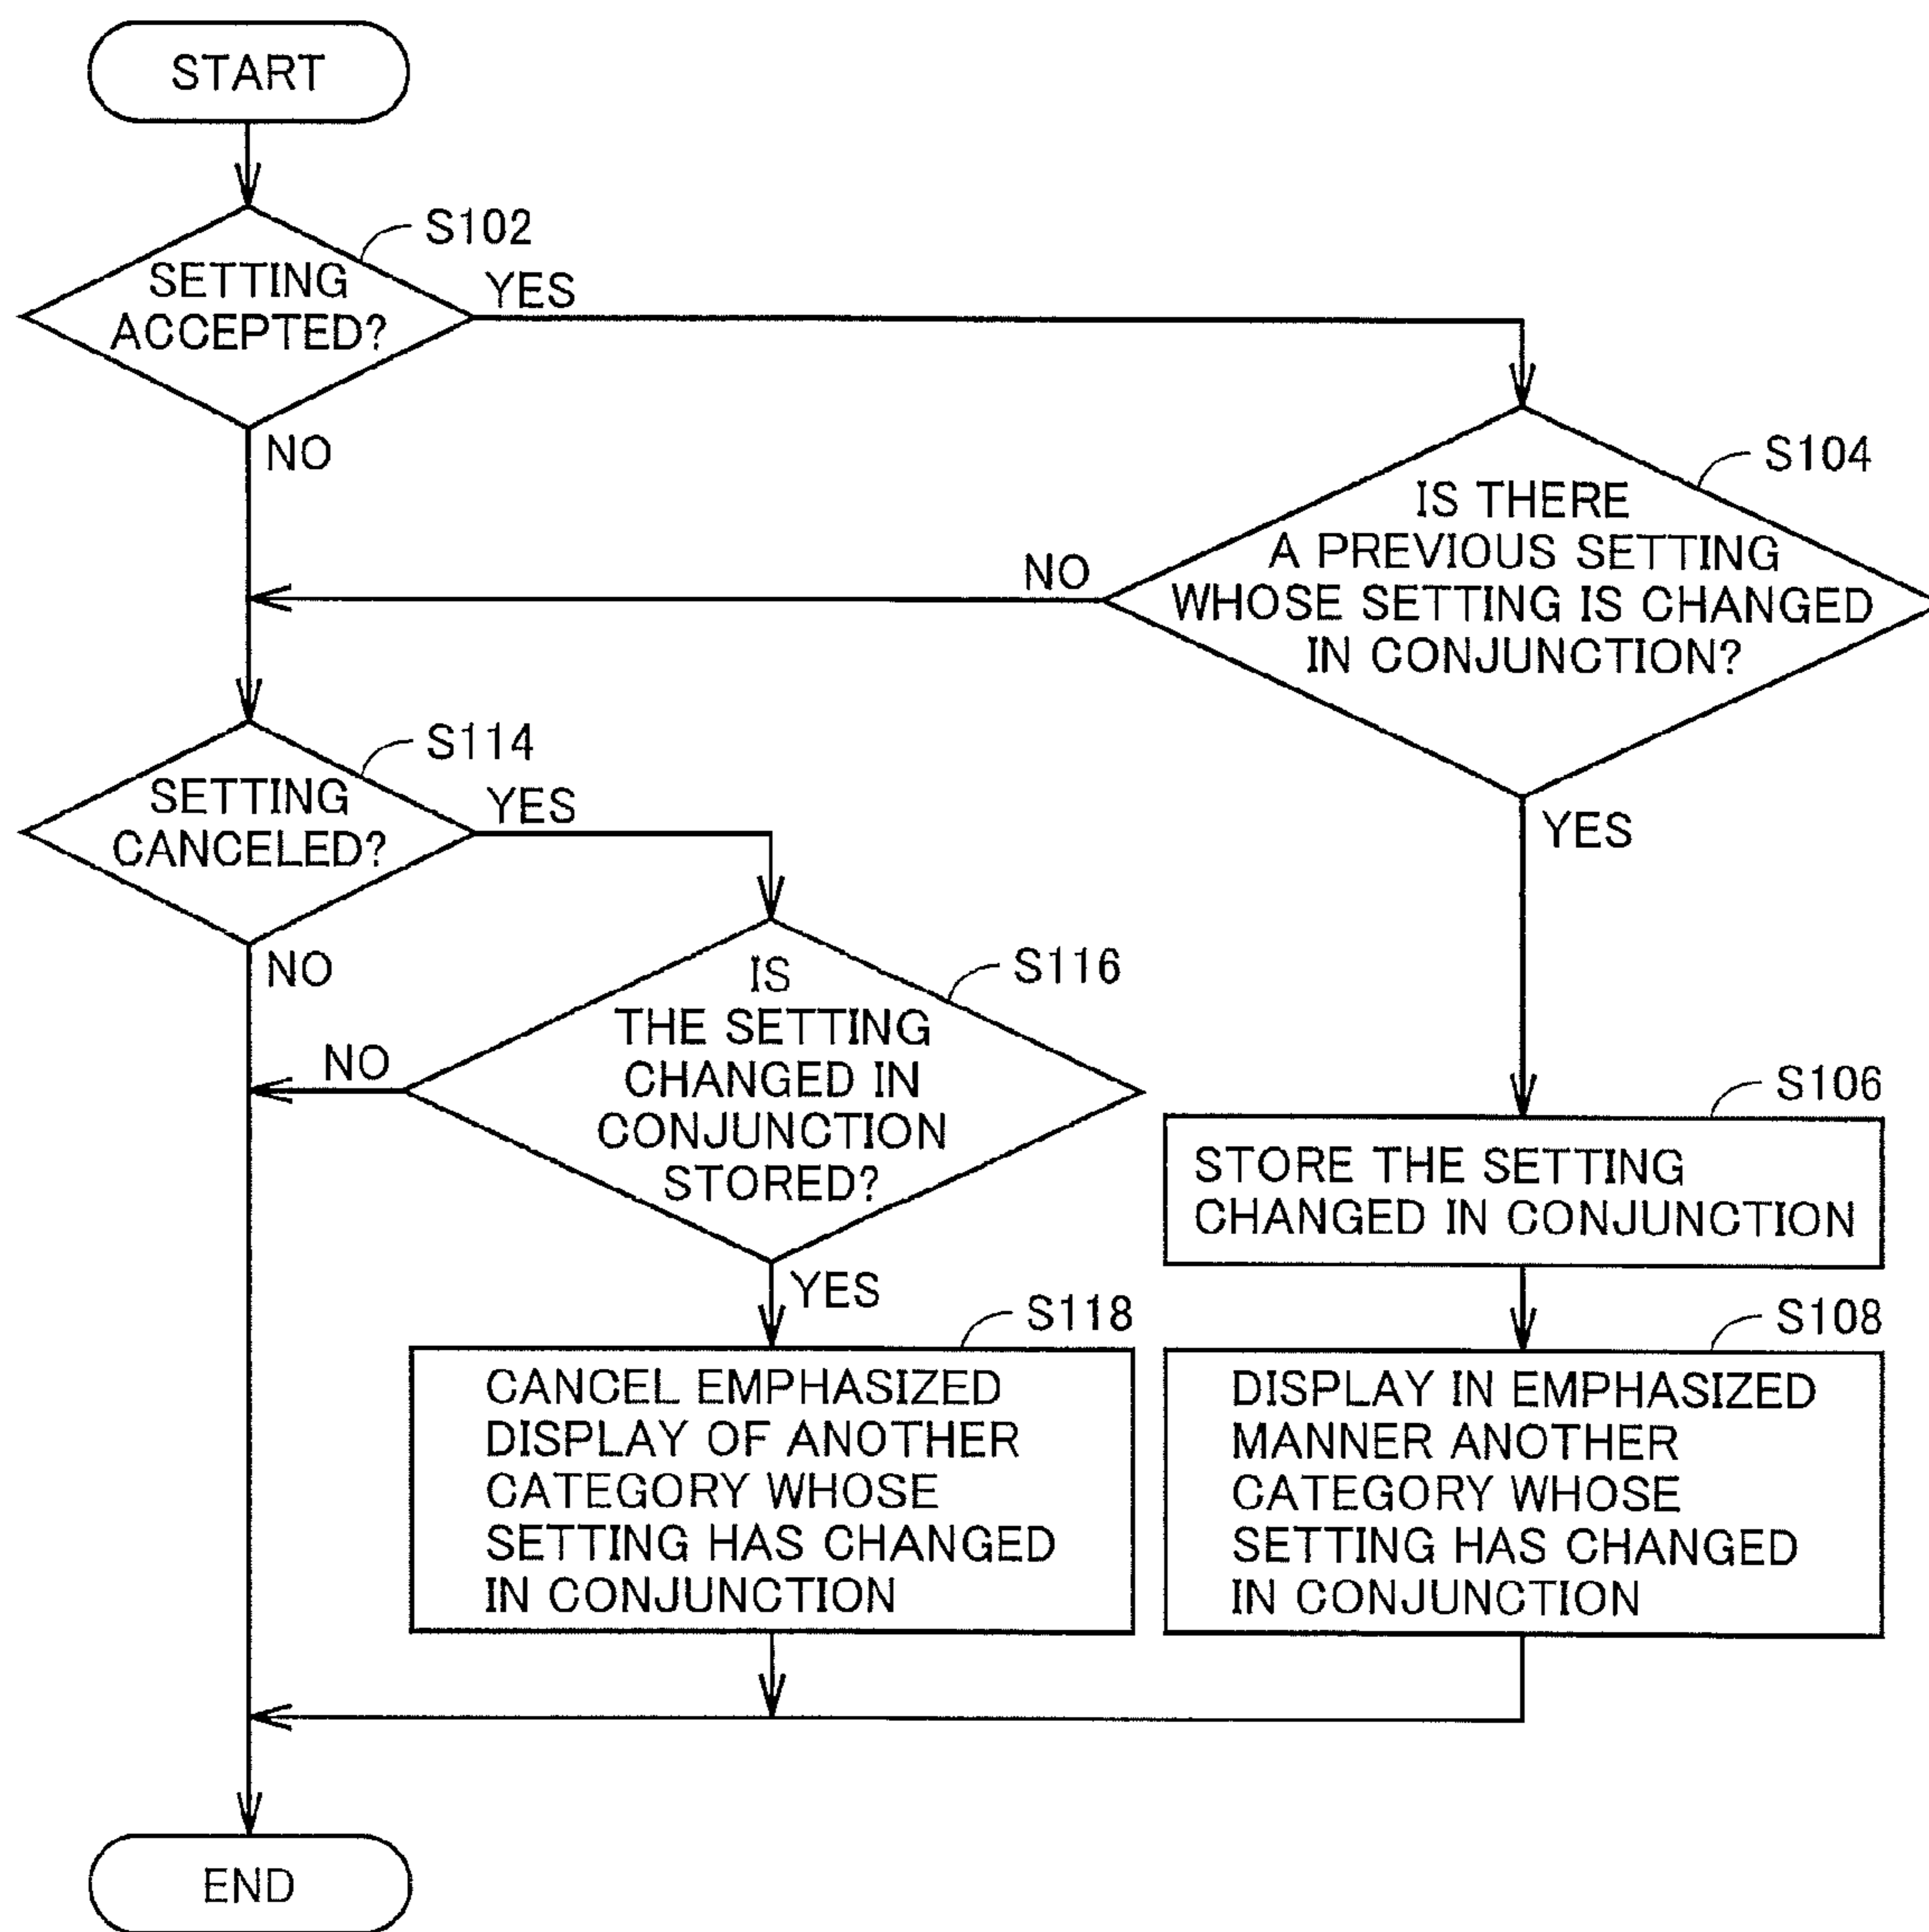 START
S102
SETTING
ACCEPTED?
YES
NO
S104
IS THERE
A PREVIOUS SETTING
WHOSE SETTING IS CHANGED
IN CONJUNCTION?
NO
YES
S114
SETTING
CANCELED?
YES
NO
S116
IS
THE SETTING
CHANGED IN
CONJUNCTION
STORED?
NO
YES
S106
STORE THE SETTING
CHANGED IN CONJUNCTION
S118
CANCEL EMPHASIZED
DISPLAY OF ANOTHER
CATEGORY WHOSE
SETTING HAS CHANGED
IN CONJUNCTION
S108
DISPLAY IN EMPHASIZED
MANNER ANOTHER
CATEGORY WHOSE
SETTING HAS CHANGED
IN CONJUNCTION
END